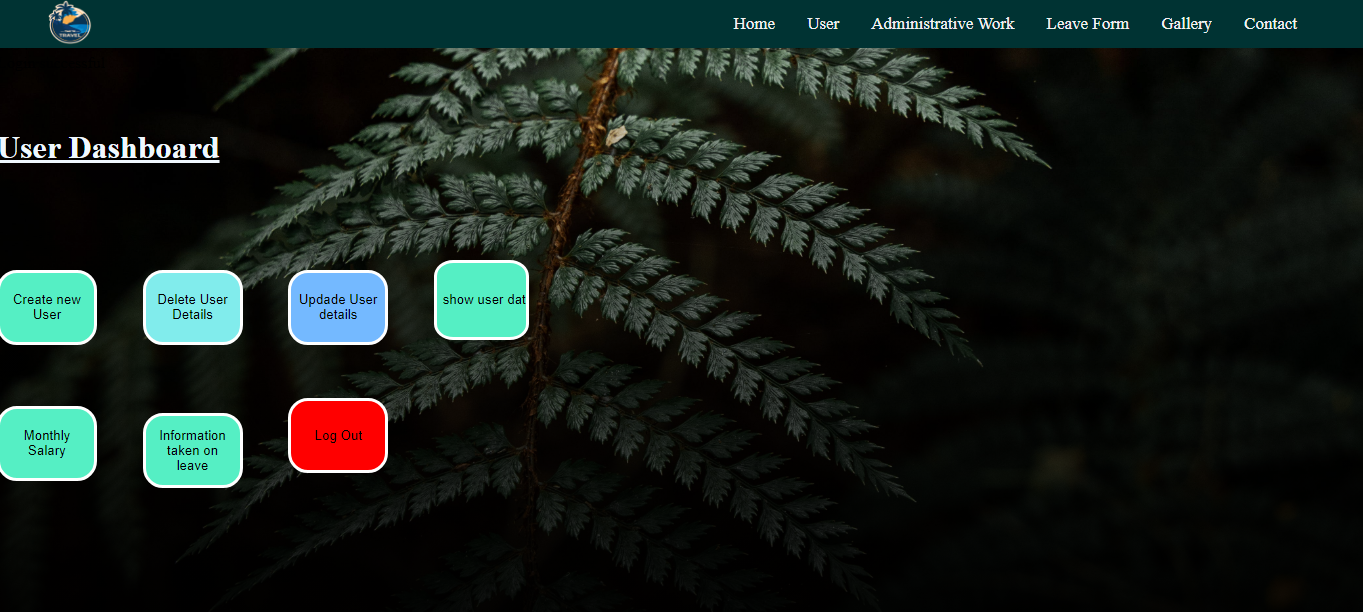 TRAVEL
Home User Administrative Work Leave Form Gallery Contact
User Dashboard
Create new
User
Delete User
Details
Updade User
details
show user dat
Monthly
Salary
Information
taken on
leave
Log Out